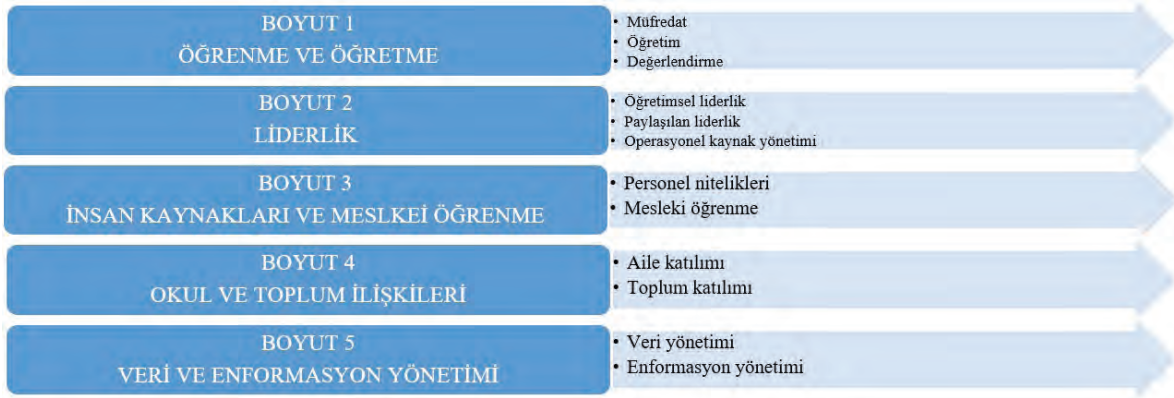 BOYUT 1
ÖĞRENME VE ÖĞRETME
• Müfredat
• Öğretim
• Değerlendirme
BOYUT 2
LİDERLİK
• Öğretimsel liderlik
• Paylaşılan liderlik
• Operasyonel kaynak yönetimi
BOYUT 3
İNSAN KAYNAKLARI VE MESLKEİ ÖĞRENME
• Personel nitelikleri
• Mesleki öğrenme
BOYUT 4
OKUL VE TOPLUM İLİŞKİLERİ
• Aile katılımı
• Toplum katılımı
BOYUT 5
VERİ VE ENFORMASYON YÖNETİMİ
• Veri yönetimi
• Enformasyon yönetimi